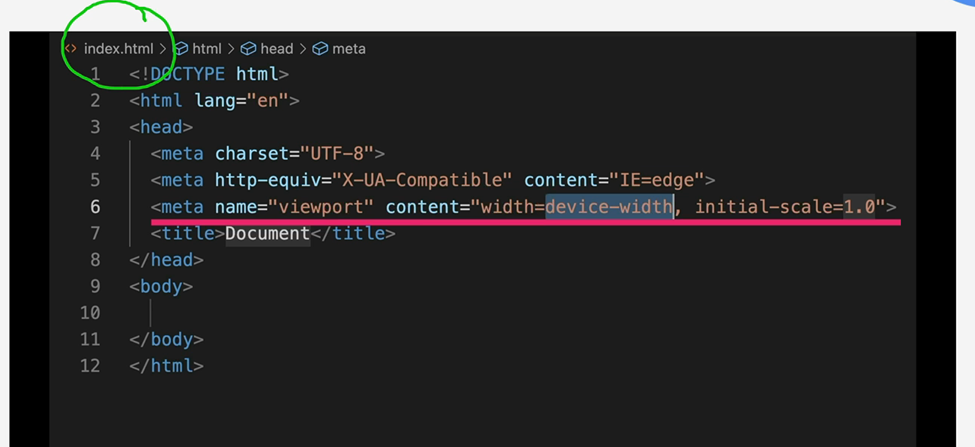 <> index.html > html > head > meta
1 <!DOCTYPE html>
2 <html lang="en">
3 <head>
4 <meta charset="UTF-8">
5 <meta http-equiv="X-UA-Compatible" content="IE=edge">
6 <meta name="viewport" content="width=device-width, initial-scale=1.0">
7 <title>Document</title>
8 </head>
9 <body>
10
11 </body>
12 </html>